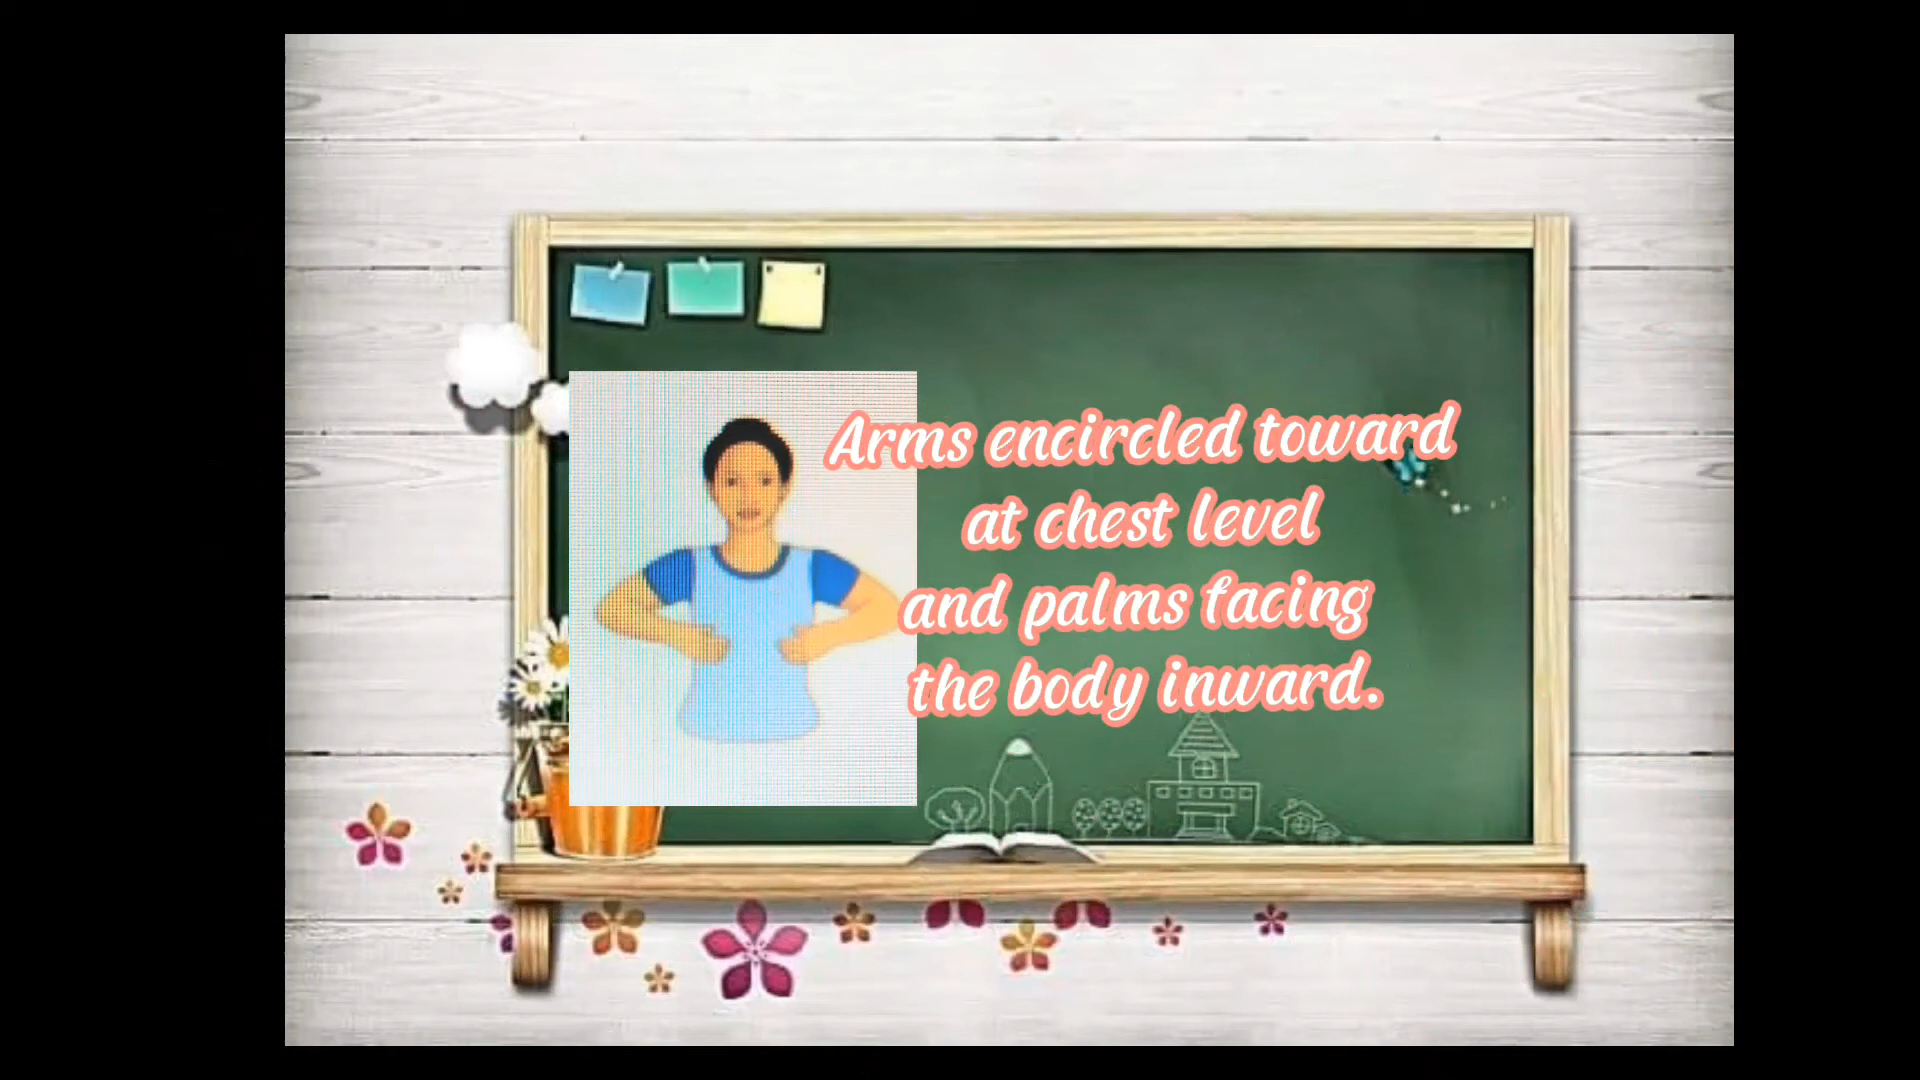 Arms encircled toward
at chest level
and palms facing
the body inward.